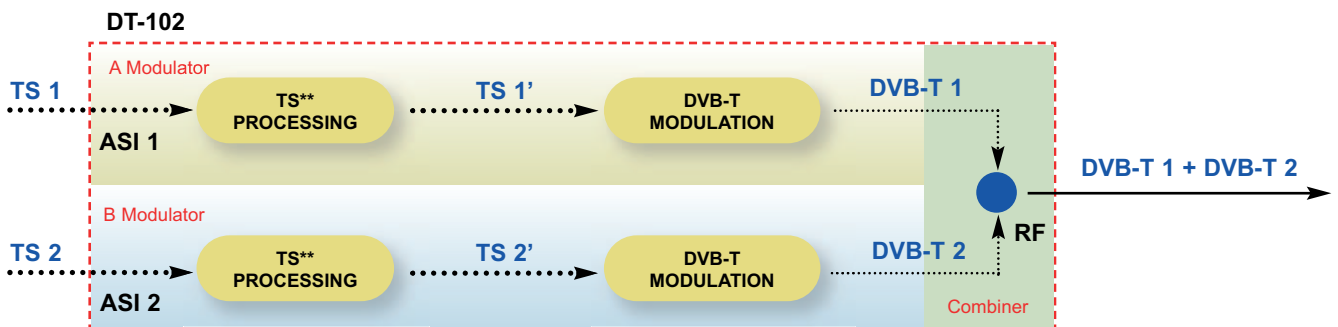 DT-102
A Modulator
TS 1
ASI 1
TS**
PROCESSING
TS 1’
DVB-T
MODULATION
DVB-T 1
B Modulator
TS 2
ASI 2
TS**
PROCESSING
TS 2’
DVB-T
MODULATION
DVB-T 2
RF
Combiner
DVB-T 1 + DVB-T 2